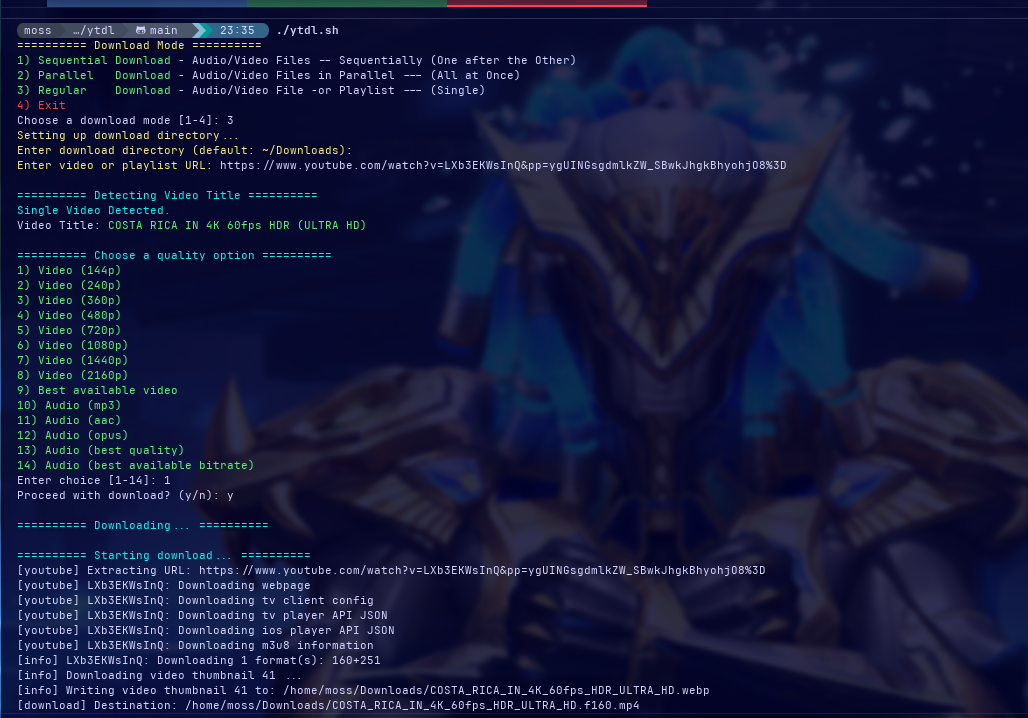 moss …/ytdl main 23:35 ./ytdl.sh
========== Download Mode ==========
1) Sequential Download - Audio/Video Files -- Sequentially (One after the Other)
2) Parallel   Download - Audio/Video Files in Parallel --- (All at Once)
3) Regular    Download - Audio/Video File -or Playlist --- (Single)
4) Exit
Choose a download mode [1-4]: 3
Setting up download directory...
Enter download directory (default: ~/Downloads):
Enter video or playlist URL: https://www.youtube.com/watch?v=LXb3EKWsInQ&pp=ygUINGsgdmlkZW_SBwkJhgkBhyohjO8%3D

========== Detecting Video Title ==========
Single Video Detected.
Video Title: COSTA RICA IN 4K 60fps HDR (ULTRA HD)

========== Choose a quality option ==========
1) Video (144p)
2) Video (240p)
3) Video (360p)
4) Video (480p)
5) Video (720p)
6) Video (1080p)
7) Video (1440p)
8) Video (2160p)
9) Best available video
10) Audio (mp3)
11) Audio (aac)
12) Audio (opus)
13) Audio (best quality)
14) Audio (best available bitrate)
Enter choice [1-14]: 1
Proceed with download? (y/n): y

========== Downloading... ==========

========== Starting download... ==========
[youtube] Extracting URL: https://www.youtube.com/watch?v=LXb3EKWsInQ&pp=ygUINGsgdmlkZW_SBwkJhgkBhyohjO8%3D
[youtube] LXb3EKWsInQ: Downloading webpage
[youtube] LXb3EKWsInQ: Downloading tv client config
[youtube] LXb3EKWsInQ: Downloading tv player API JSON
[youtube] LXb3EKWsInQ: Downloading ios player API JSON
[youtube] LXb3EKWsInQ: Downloading m3u8 information
[info] LXb3EKWsInQ: Downloading 1 format(s): 160+251
[info] Downloading video thumbnail 41 ...
[info] Writing video thumbnail 41 to: /home/moss/Downloads/COSTA_RICA_IN_4K_60fps_HDR_ULTRA_HD.webp
[download] Destination: /home/moss/Downloads/COSTA_RICA_IN_4K_60fps_HDR_ULTRA_HD.f160.mp4